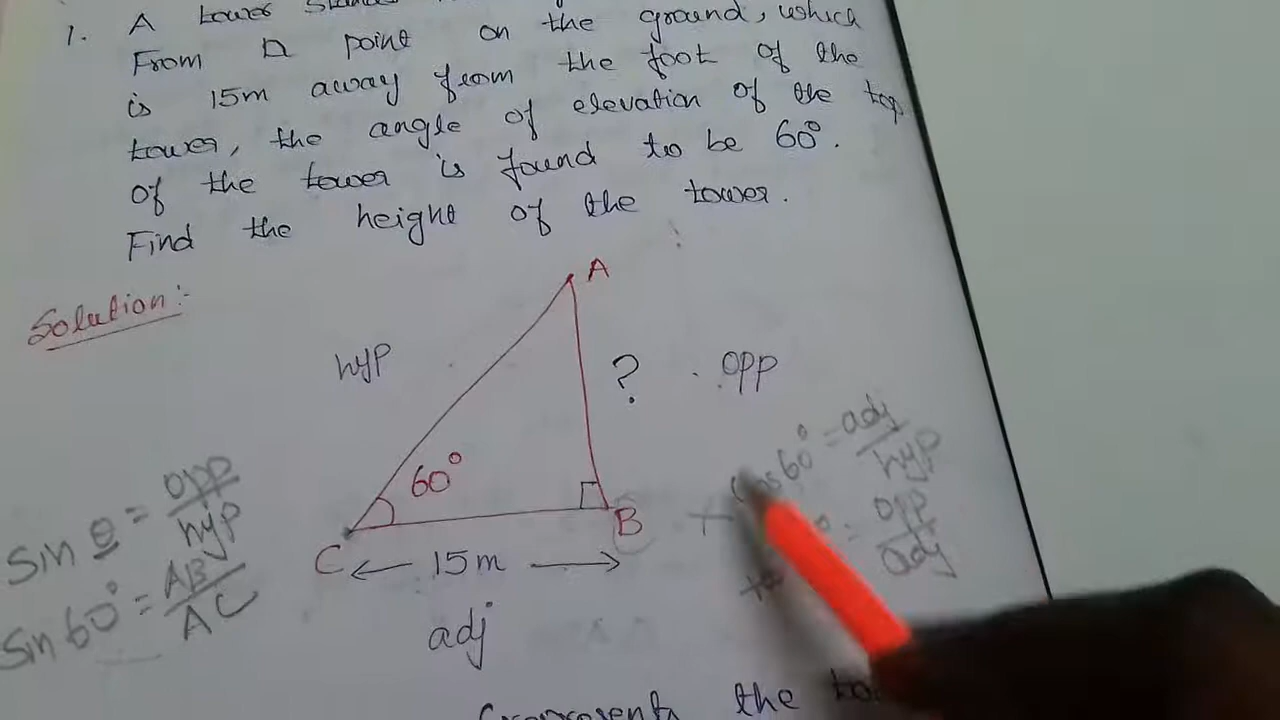 1. A tower
From a point on the ground, which
is 15m away from the foot of the
tower, the angle of elevation of the top
of the tower is found to be 60°.
Find the height of the tower.
Solution:-
A
hyp
?
opp
60°
C
B
15m
adj
Sin θ = opp/hyp
Sin 60° = AB/AC
Cos 60° = adj/hyp
= opp/adj
the